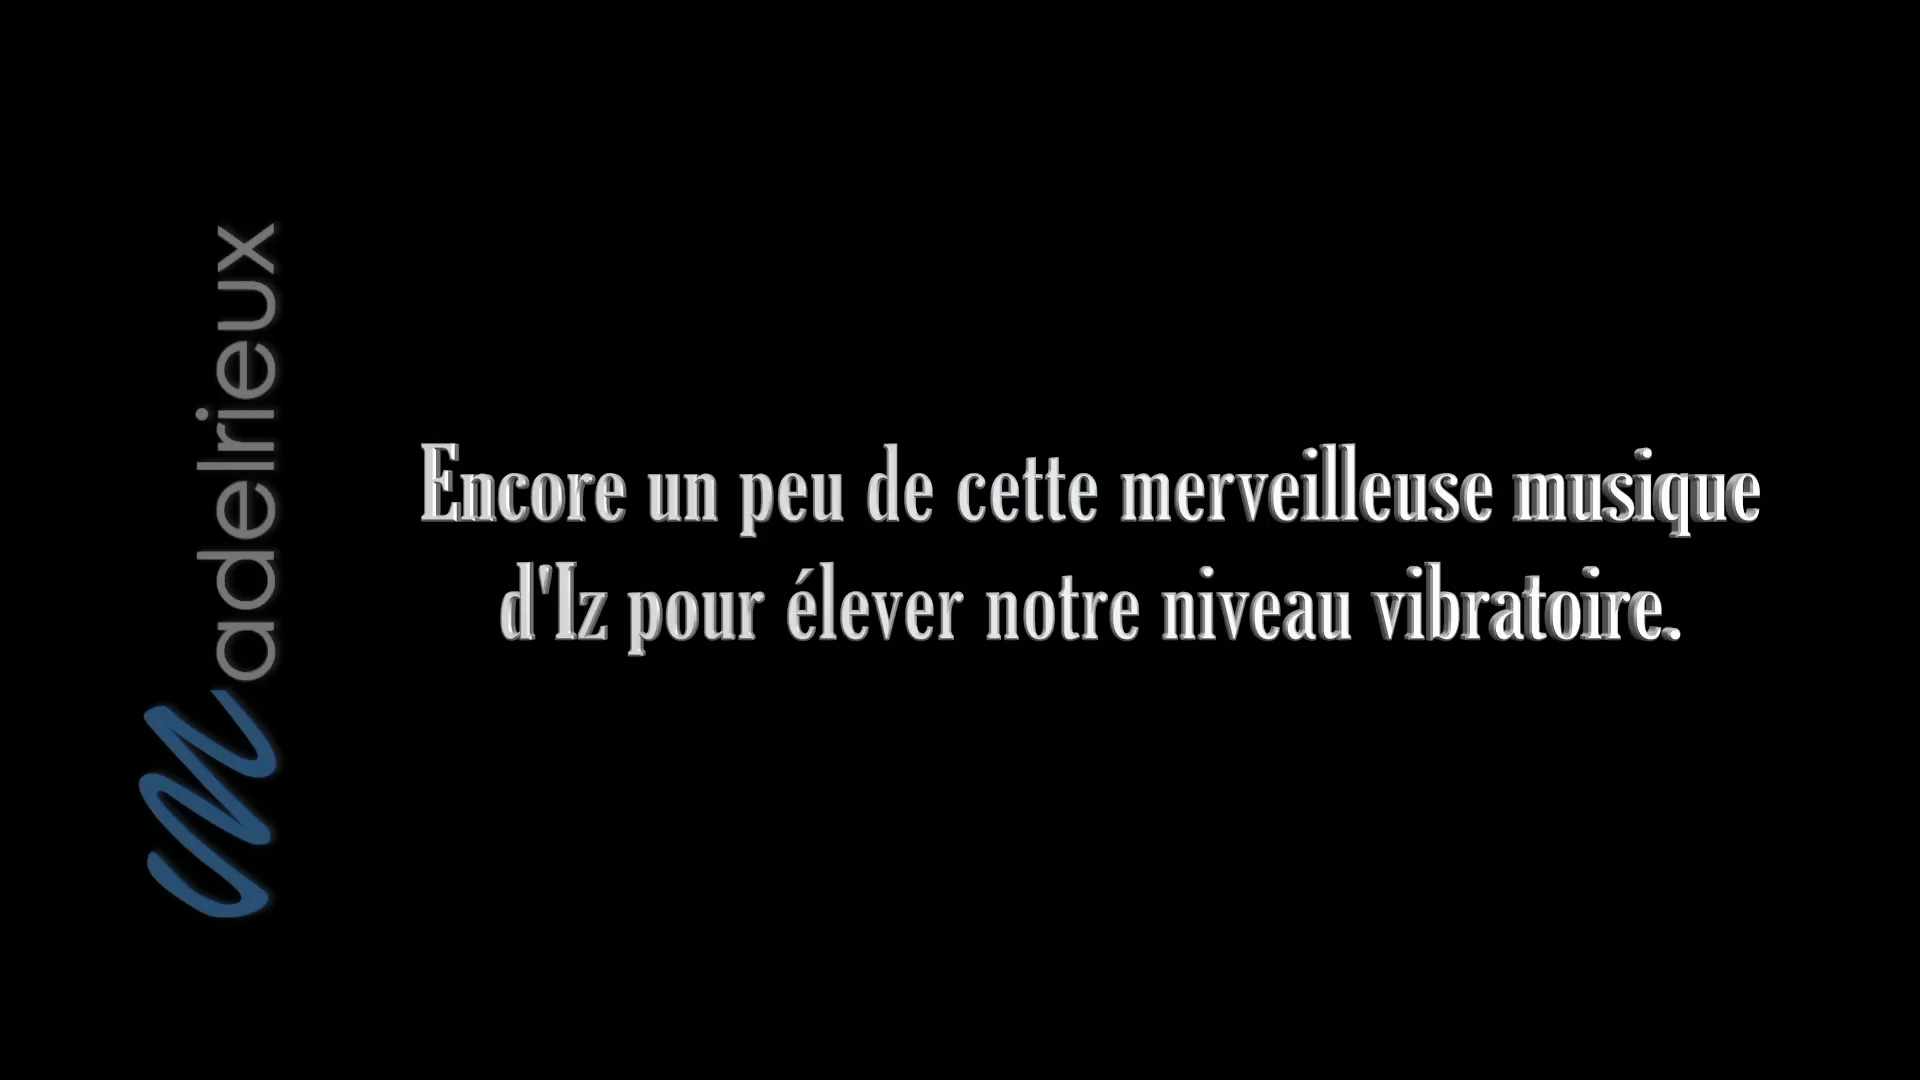 Madelrieux
Encore un peu de cette merveilleuse musique
d'Iz pour élever notre niveau vibratoire.